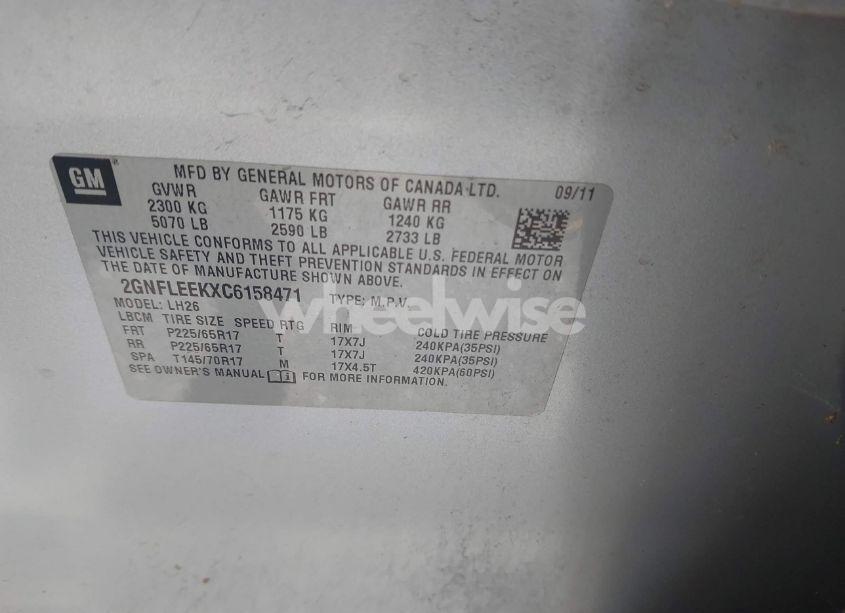 GM
MFD BY GENERAL MOTORS OF CANADA LTD. 09/11
GVWR GAWR FRT GAWR RR
2300 KG 1175 KG 1240 KG
5070 LB 2590 LB 2733 LB
THIS VEHICLE CONFORMS TO ALL APPLICABLE U.S. FEDERAL MOTOR
VEHICLE SAFETY AND THEFT PREVENTION STANDARDS IN EFFECT ON
THE DATE OF MANUFACTURE SHOWN ABOVE.
2GNFLEEKXC6158471 TYPE: M.P.V.
MODEL: LH26
LBCM TIRE SIZE SPEED RTG RIM COLD TIRE PRESSURE
FRT P225/65R17 T 17X7J 240KPA(35PSI)
RR P225/65R17 T 17X7J 240KPA(35PSI)
SPA T145/70R17 M 17X4.5T 420KPA(60PSI)
SEE OWNER'S MANUAL FOR MORE INFORMATION.
wheelwise